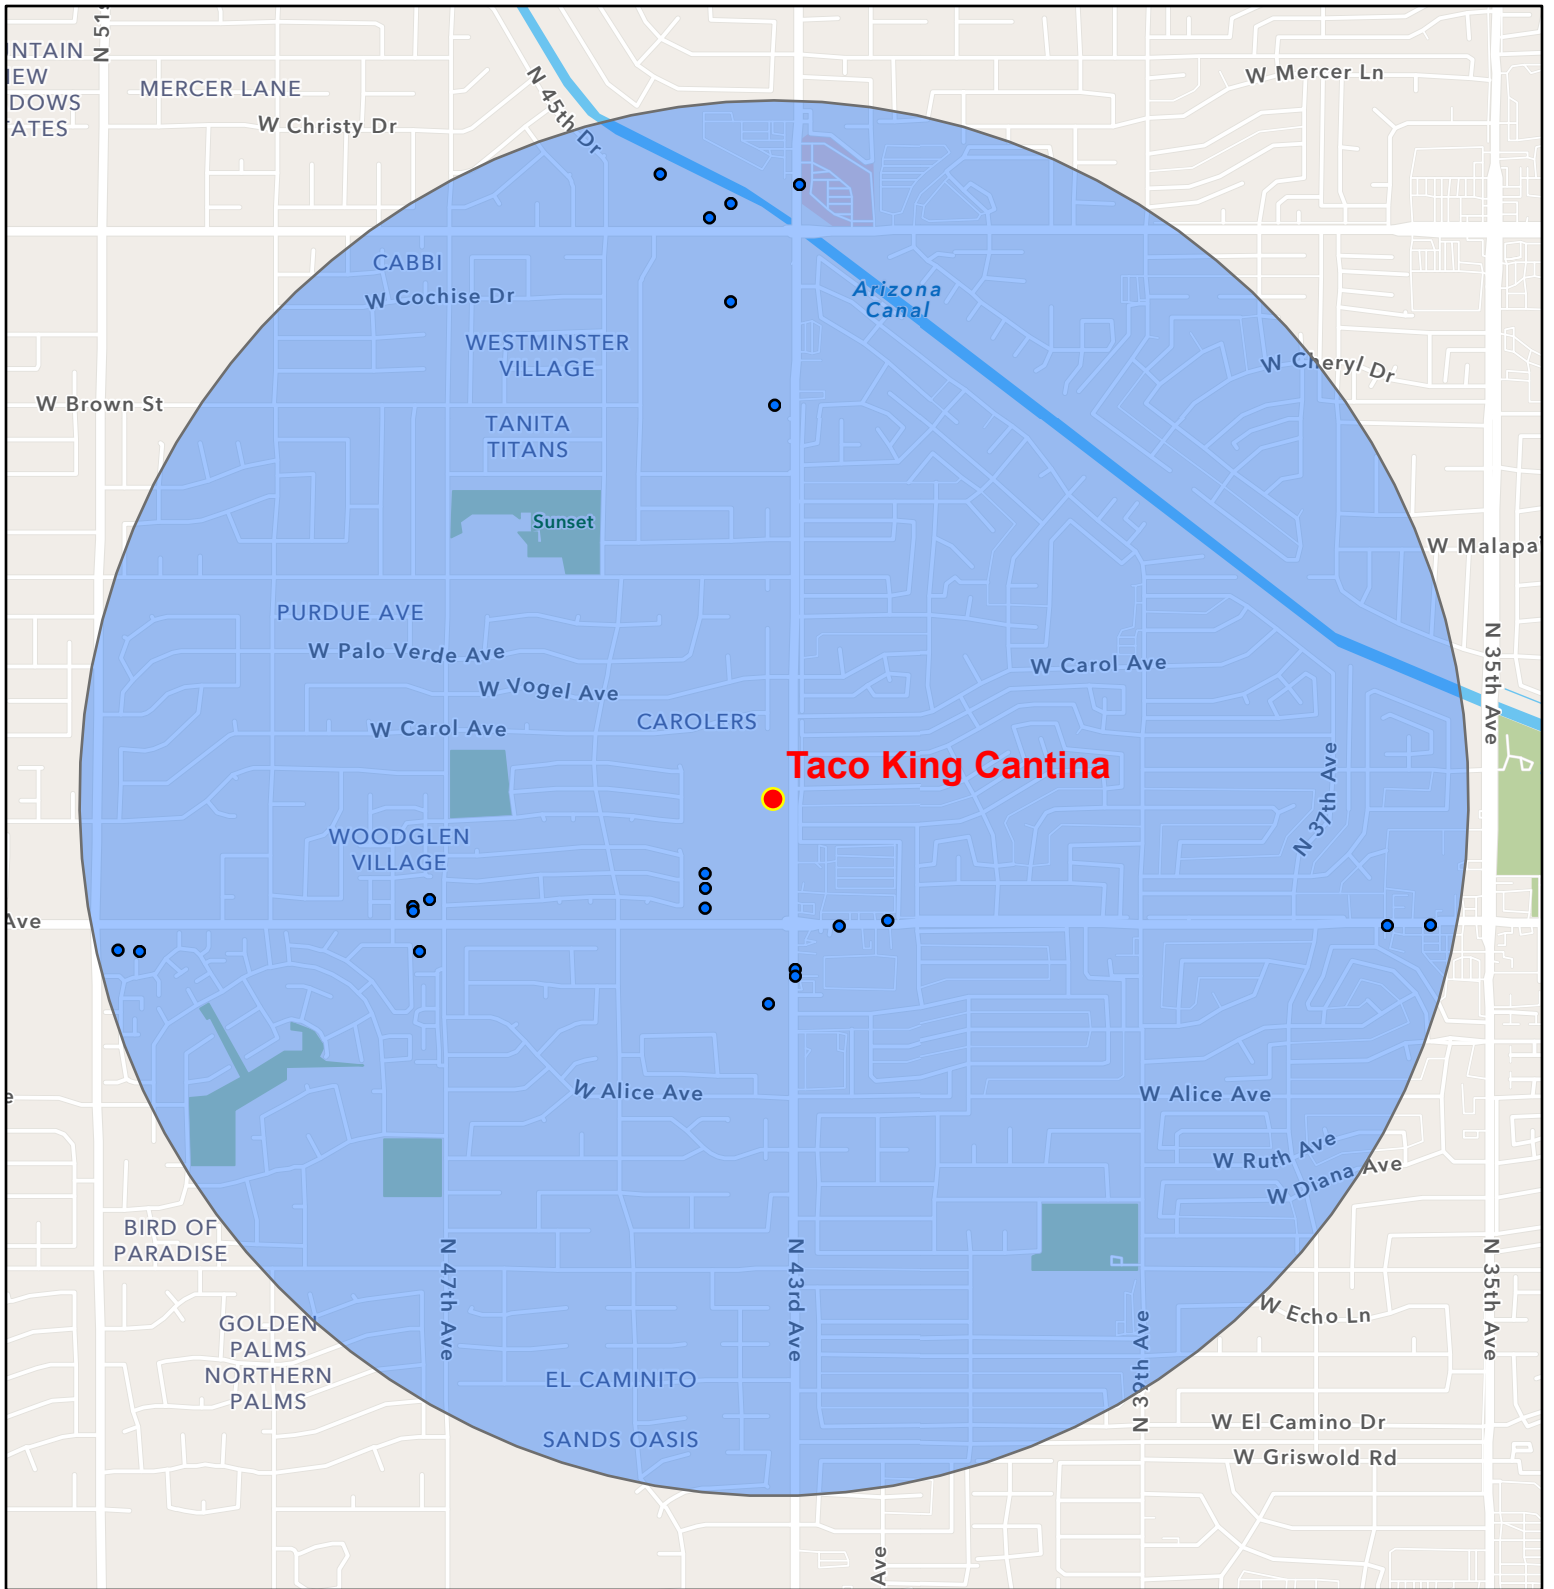 N 51s
UNTAIN
IEW
DOWS
TATES
MERCER LANE
W Christy Dr
N 45th Dr
W Mercer Ln
CABBI
W Cochise Dr
Arizona
Canal
WESTMINSTER
VILLAGE
W Cheryl Dr
W Brown St
TANITA
TITANS
Sunset
W Malapa
PURDUE AVE
W Palo Verde Ave
W Vogel Ave
W Carol Ave
N 35th Ave
W Carol Ave
CAROLERS
Taco King Cantina
N 37th Ave
WOODGLEN
VILLAGE
Ave
e
W Alice Ave
W Alice Ave
W Ruth Ave
W Diana Ave
BIRD OF
PARADISE
N 47th Ave
N 43rd Ave
N 35th Ave
W Echo Ln
GOLDEN
PALMS
NORTHERN
PALMS
N 39th Ave
EL CAMINITO
SANDS OASIS
W El Camino Dr
W Griswold Rd
Ave